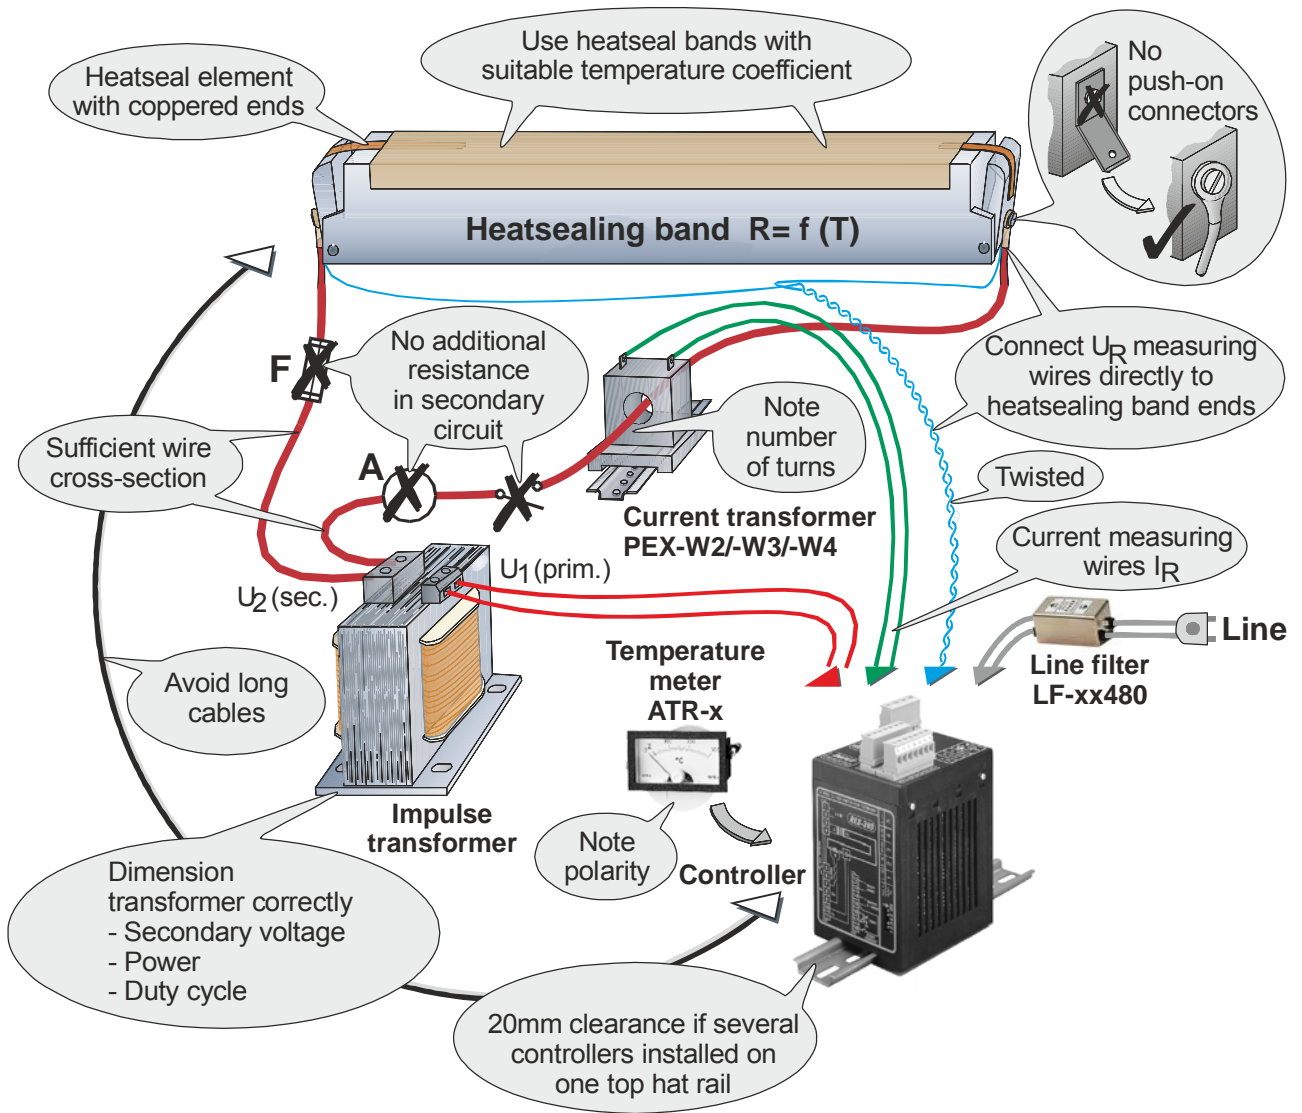 Use heatseal bands with
suitable temperature coefficient
Heatseal element
with coppered ends
No
push-on
connectors
Heatsealing band R= f (T)
F
No additional
resistance
in secondary
circuit
Connect UR measuring
wires directly to
heatsealing band ends
Note
number
of turns
Sufficient wire
cross-section
A
Twisted
Current transformer
PEX-W2/-W3/-W4
Current measuring
wires IR
U1 (prim.)
U2 (sec.)
Line
Temperature
meter
ATR-x
Line filter
LF-xx480
Avoid long
cables
°C
Impulse
transformer
Note
polarity
Controller
Dimension
transformer correctly
- Secondary voltage
- Power
- Duty cycle
20mm clearance if several
controllers installed on
one top hat rail